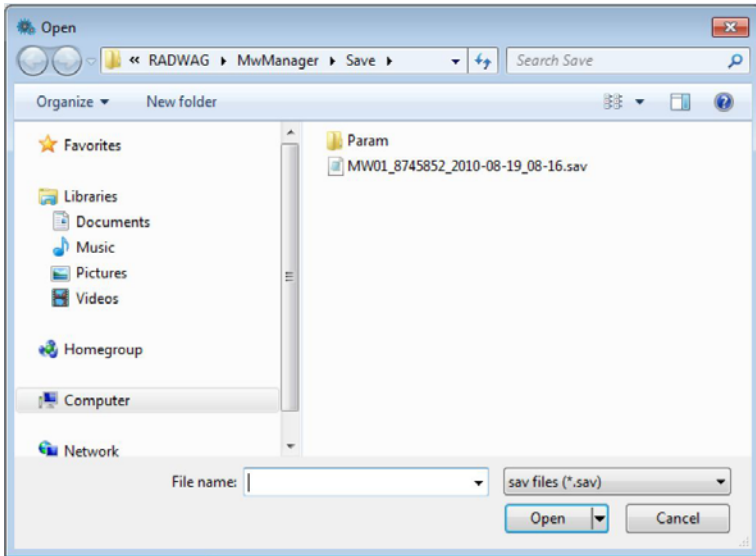 Open
« RADWAG ▸ MwManager ▸ Save ▸
Search Save
Organize
New folder
Favorites
Libraries
Documents
Music
Pictures
Videos
Homegroup
Computer
Network
Param
MW01_8745852_2010-08-19_08-16.sav
File name:
sav files (*.sav)
Open
Cancel